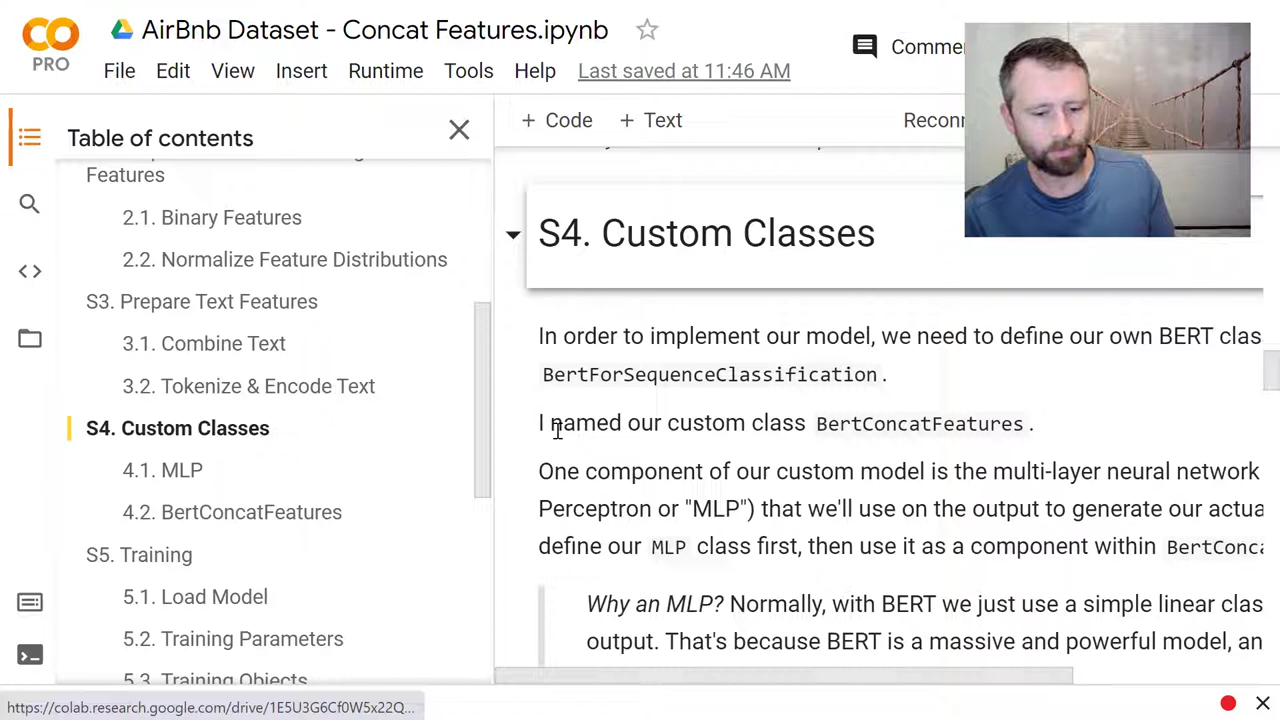 AirBnb Dataset - Concat Features.ipynb
PRO
File Edit View Insert Runtime Tools Help Last saved at 11:46 AM
Table of contents
Features
2.1. Binary Features
2.2. Normalize Feature Distributions
S3. Prepare Text Features
3.1. Combine Text
3.2. Tokenize & Encode Text
S4. Custom Classes
4.1. MLP
4.2. BertConcatFeatures
S5. Training
5.1. Load Model
5.2. Training Parameters
5.3 Training Objects
https://colab.research.google.com/drive/1E5U3G6Cf0W5x22Q...
+ Code + Text
S4. Custom Classes
In order to implement our model, we need to define our own BERT clas
BertForSequenceClassification.
I named our custom class BertConcatFeatures.
One component of our custom model is the multi-layer neural network
Perceptron or "MLP") that we'll use on the output to generate our actua
define our MLP class first, then use it as a component within BertConca
Why an MLP? Normally, with BERT we just use a simple linear clas
output. That's because BERT is a massive and powerful model, an